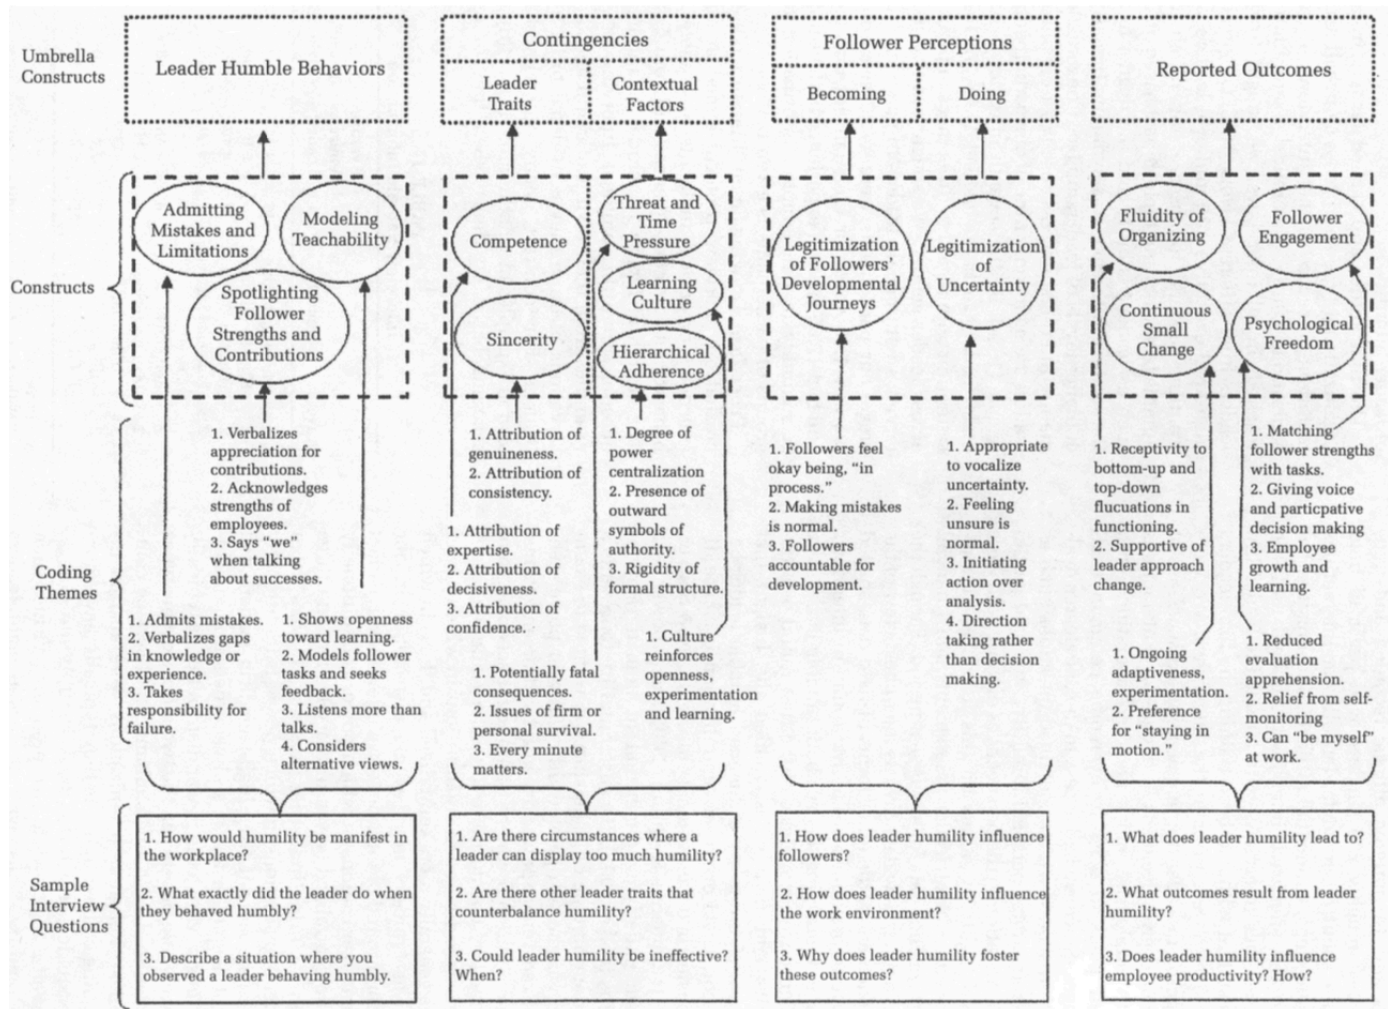 Umbrella
Constructs
Leader Humble Behaviors
Contingencies
Leader
Traits
Contextual
Factors
Follower Perceptions
Becoming
Doing
Reported Outcomes
Constructs
Admitting
Mistakes and
Limitations
Modeling
Teachability
Spotlighting
Follower
Strengths and
Contributions
Competence
Sincerity
Threat and
Time
Pressure
Learning
Culture
Hierarchical
Adherence
Legitimization
of Followers’
Developmental
Journeys
Legitimization
of
Uncertainty
Fluidity of
Organizing
Follower
Engagement
Continuous
Small
Change
Psychological
Freedom
Coding
Themes
1. Verbalizes
appreciation for
contributions.
2. Acknowledges
strengths of
employees.
3. Says “we”
when talking
about successes.
1. Admits mistakes.
2. Verbalizes gaps
in knowledge or
experience.
3. Takes
responsibility for
failure.
1. Shows openness
toward learning.
2. Models follower
tasks and seeks
feedback.
3. Listens more than
talks.
4. Considers
alternative views.
1. Attribution of
genuineness.
2. Attribution of
consistency.
1. Attribution of
expertise.
2. Attribution of
decisiveness.
3. Attribution of
confidence.
1. Degree of
power
centralization
2. Presence of
outward
symbols of
authority.
3. Rigidity of
formal structure.
1. Potentially fatal
consequences.
2. Issues of firm or
personal survival.
3. Every minute
matters.
1. Culture
reinforces
openness,
experimentation
and learning.
1. Followers feel
okay being, “in
process.”
2. Making mistakes
is normal.
3. Followers
accountable for
development.
1. Appropriate
to vocalize
uncertainty.
2. Feeling
unsure is
normal.
3. Initiating
action over
analysis.
4. Direction
taking rather
than decision
making.
1. Receptivity to
bottom-up and
top-down
flucuations in
functioning.
2. Supportive of
leader approach
change.
1. Matching
follower strengths
with tasks.
2. Giving voice
and particpative
decision making
3. Employee
growth and
learning.
1. Ongoing
adaptiveness,
experimentation.
2. Preference
for “staying in
motion.”
1. Reduced
evaluation
apprehension.
2. Relief from self-
monitoring
3. Can “be myself”
at work.
Sample
Interview
Questions
1. How would humility be manifest in
the workplace?
2. What exactly did the leader do when
they behaved humbly?
3. Describe a situation where you
observed a leader behaving humbly.
1. Are there circumstances where a
leader can display too much humility?
2. Are there other leader traits that
counterbalance humility?
3. Could leader humility be ineffective?
When?
1. How does leader humility influence
followers?
2. How does leader humility influence
the work environment?
3. Why does leader humility foster
these outcomes?
1. What does leader humility lead to?
2. What outcomes result from leader
humility?
3. Does leader humility influence
employee productivity? How?